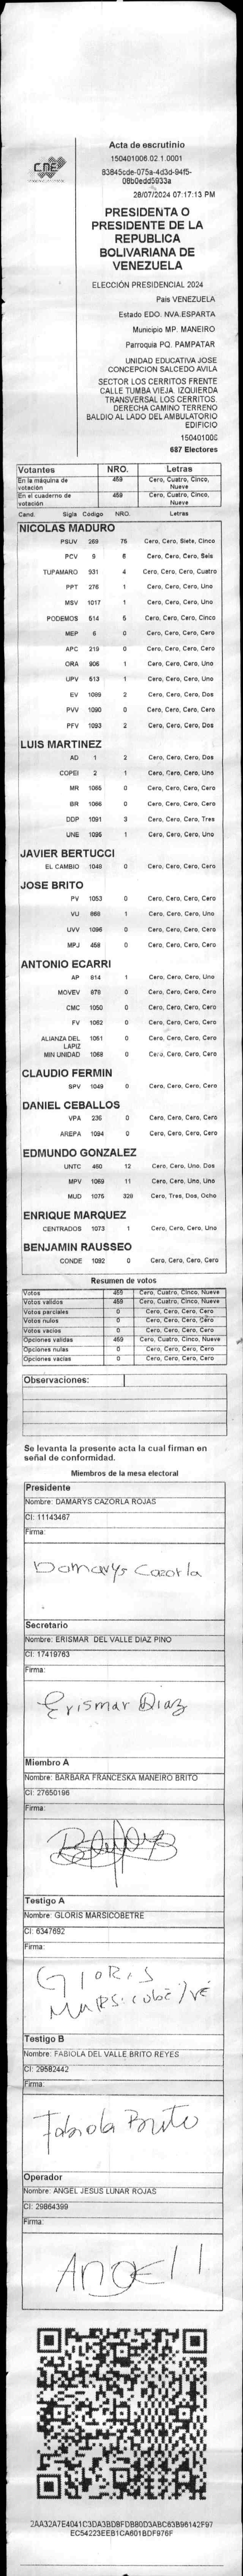 CNE
Acta de escrutinio
150401006.02.1.0001
83645cde-075a-4d3d-94f5-
08b0edd5933a
28/07/2024 07:17:13 PM
PRESIDENTA O
PRESIDENTE DE LA
REPUBLICA
BOLIVARIANA DE
VENEZUELA
ELECCIÓN PRESIDENCIAL 2024
País VENEZUELA
Estado EDO. NVA.ESPARTA
Municipio MP. MANEIRO
Parroquia PQ. PAMPATAR
UNIDAD EDUCATIVA JOSE
CONCEPCION SALCEDO AVILA
SECTOR LOS CERRITOS FRENTE
CALLE TUMBA VIEJA. IZQUIERDA
TRANSVERSAL LOS CERRITOS.
DERECHA CAMINO TERRENO
BALDIO AL LADO DEL AMBULATORIO
EDIFICIO
150401006
687 Electores
Votantes NRO. Letras
En la máquina de votación 459 Cero, Cuatro, Cinco, Nueve
En el cuaderno de votación 459 Cero, Cuatro, Cinco, Nueve
Cand. Sigla Código NRO. Letras
NICOLAS MADURO
PSUV 269 75 Cero, Cero, Siete, Cinco
PCV 9 6 Cero, Cero, Cero, Seis
TUPAMARO 931 4 Cero, Cero, Cero, Cuatro
PPT 276 1 Cero, Cero, Cero, Uno
MSV 1017 1 Cero, Cero, Cero, Uno
PODEMOS 514 5 Cero, Cero, Cero, Cinco
MEP 6 0 Cero, Cero, Cero, Cero
APC 219 0 Cero, Cero, Cero, Cero
ORA 906 1 Cero, Cero, Cero, Uno
UPV 513 1 Cero, Cero, Cero, Uno
EV 1089 2 Cero, Cero, Cero, Dos
PVV 1090 0 Cero, Cero, Cero, Cero
PFV 1093 2 Cero, Cero, Cero, Dos
LUIS MARTINEZ
AD 1 2 Cero, Cero, Cero, Dos
COPEI 2 1 Cero, Cero, Cero, Uno
MR 1065 0 Cero, Cero, Cero, Cero
BR 1066 0 Cero, Cero, Cero, Cero
DDP 1091 3 Cero, Cero, Cero, Tres
UNE 1095 1 Cero, Cero, Cero, Uno
JAVIER BERTUCCI
EL CAMBIO 1048 0 Cero, Cero, Cero, Cero
JOSE BRITO
PV 1053 0 Cero, Cero, Cero, Cero
VU 868 1 Cero, Cero, Cero, Uno
UVV 1096 0 Cero, Cero, Cero, Cero
MPJ 458 0 Cero, Cero, Cero, Cero
ANTONIO ECARRI
AP 814 1 Cero, Cero, Cero, Uno
MOVEV 979 0 Cero, Cero, Cero, Cero
CMC 1050 0 Cero, Cero, Cero, Cero
FV 1062 0 Cero, Cero, Cero, Cero
ALIANZA DEL LAPIZ 1051 0 Cero, Cero, Cero, Cero
MIN UNIDAD 1068 0 Cero, Cero, Cero, Cero
CLAUDIO FERMIN
SPV 1049 0 Cero, Cero, Cero, Cero
DANIEL CEBALLOS
VPA 236 0 Cero, Cero, Cero, Cero
AREPA 1094 0 Cero, Cero, Cero, Cero
EDMUNDO GONZALEZ
UNTC 460 12 Cero, Cero, Uno, Dos
MPV 1069 11 Cero, Cero, Uno, Uno
MUD 1075 328 Cero, Tres, Dos, Ocho
ENRIQUE MARQUEZ
CENTRADOS 1073 1 Cero, Cero, Cero, Uno
BENJAMIN RAUSSEO
CONDE 1092 0 Cero, Cero, Cero, Cero
Resumen de votos
Votos 459 Cero, Cuatro, Cinco, Nueve
Votos validos 459 Cero, Cuatro, Cinco, Nueve
Votos parciales 0 Cero, Cero, Cero, Cero
Votos nulos 0 Cero, Cero, Cero, Cero
Votos vacios 0 Cero, Cero, Cero, Cero
Opciones validas 459 Cero, Cuatro, Cinco, Nueve
Opciones nulas 0 Cero, Cero, Cero, Cero
Opciones vacias 0 Cero, Cero, Cero, Cero
Observaciones:
Se levanta la presente acta la cual firman en
señal de conformidad.
Miembros de la mesa electoral
Presidente
Nombre: DAMARYS CAZORLA ROJAS
CI: 11143467
Firma:
Damarys Cazorla
Secretario
Nombre: ERISMAR DEL VALLE DIAZ PINO
CI: 17419763
Firma:
Erismar Diaz
Miembro A
Nombre: BARBARA FRANCESKA MANEIRO BRITO
CI: 27650196
Firma:
Testigo A
Nombre: GLORIS MARSICOBETRE
CI: 6347692
Firma:
GLORIS
Testigo B
Nombre: FABIOLA DEL VALLE BRITO REYES
CI: 29582442
Firma:
Fabiola Brito
Operador
Nombre: ANGEL JESUS LUNAR ROJAS
CI: 29864399
Firma:
ANGEl l
2AA32A7E4041C3DA3BD8FDB80D3ABC63B96142F97
EC54223EEB1CA601BDF976F